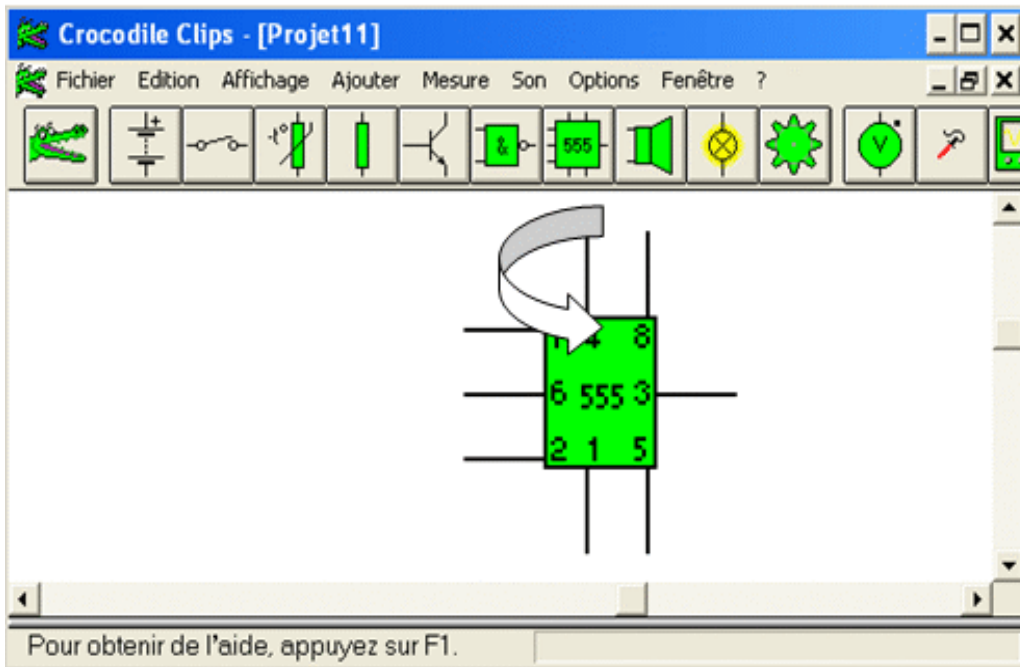 Crocodile Clips - [Projet11]
Fichier Edition Affichage Ajouter Mesure Son Options Fenêtre ?
& 555 V
4 8
6 555 3
2 1 5
Pour obtenir de l'aide, appuyez sur F1.